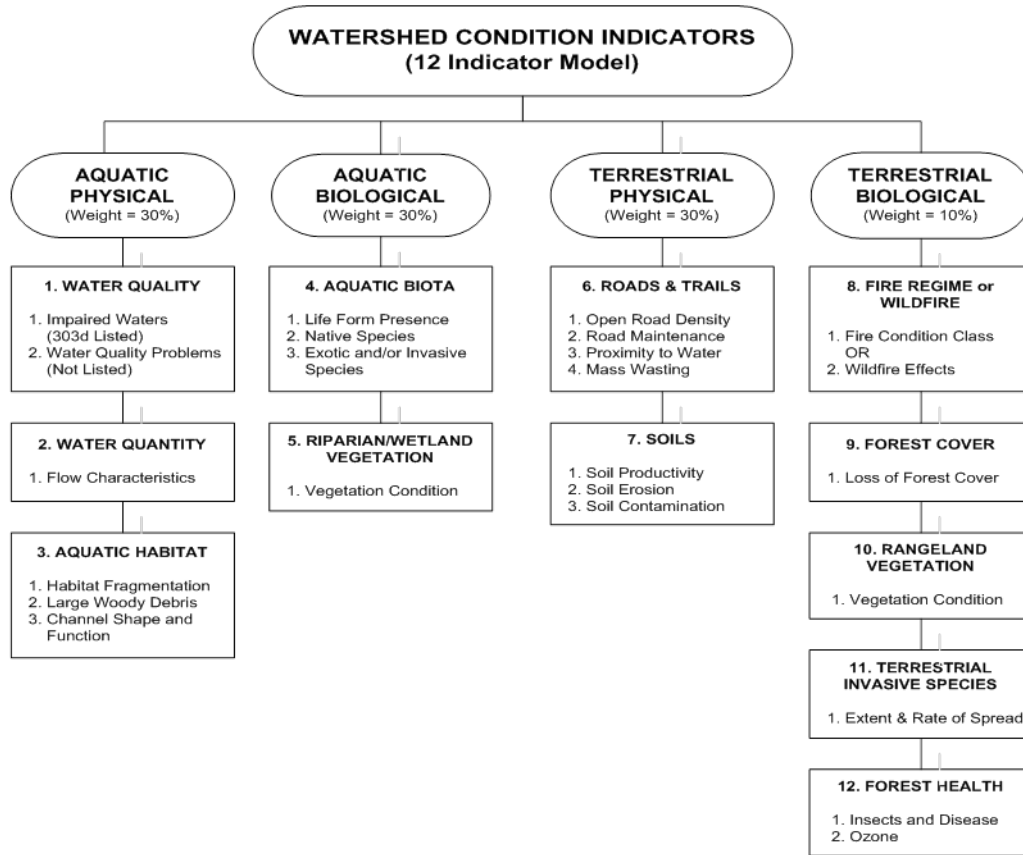 WATERSHED CONDITION INDICATORS
(12 Indicator Model)
AQUATIC
PHYSICAL
(Weight = 30%)
1. WATER QUALITY
1. Impaired Waters
(303d Listed)
2. Water Quality Problems
(Not Listed)
2. WATER QUANTITY
1. Flow Characteristics
3. AQUATIC HABITAT
1. Habitat Fragmentation
2. Large Woody Debris
3. Channel Shape and
Function
AQUATIC
BIOLOGICAL
(Weight = 30%)
4. AQUATIC BIOTA
1. Life Form Presence
2. Native Species
3. Exotic and/or Invasive
Species
5. RIPARIAN/WETLAND
VEGETATION
1. Vegetation Condition
TERRESTRIAL
PHYSICAL
(Weight = 30%)
6. ROADS & TRAILS
1. Open Road Density
2. Road Maintenance
3. Proximity to Water
4. Mass Wasting
7. SOILS
1. Soil Productivity
2. Soil Erosion
3. Soil Contamination
TERRESTRIAL
BIOLOGICAL
(Weight = 10%)
8. FIRE REGIME or
WILDFIRE
1. Fire Condition Class
OR
2. Wildfire Effects
9. FOREST COVER
1. Loss of Forest Cover
10. RANGELAND
VEGETATION
1. Vegetation Condition
11. TERRESTRIAL
INVASIVE SPECIES
1. Extent & Rate of Spread
12. FOREST HEALTH
1. Insects and Disease
2. Ozone